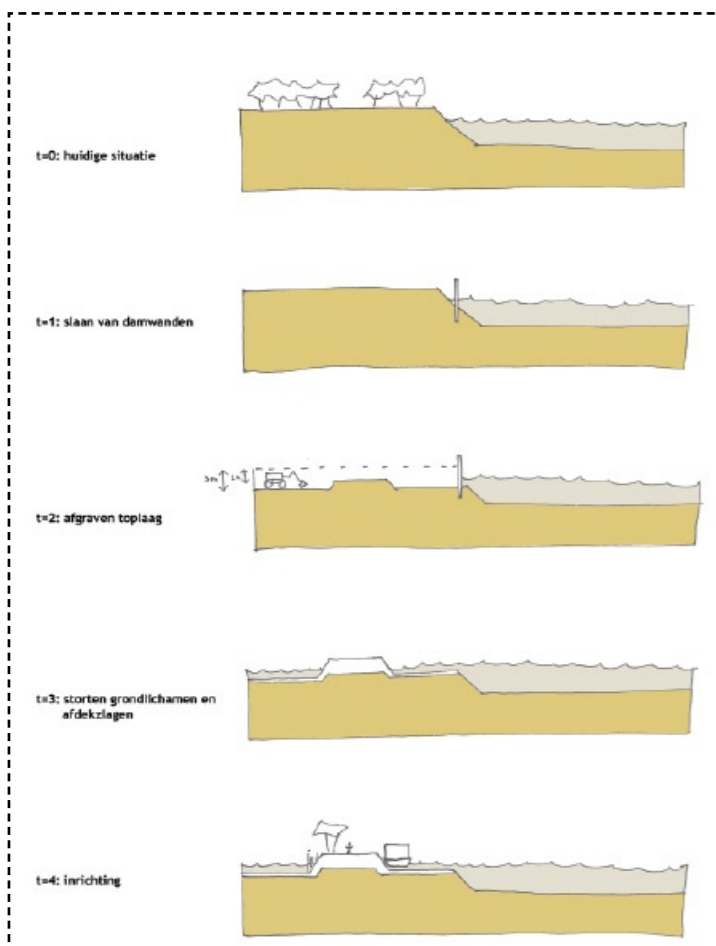 t=0: huidige situatie
t=1: slaan van damwanden
t=2: afgraven toplaag
t=3: storten grondlichamen en
afdekzlagen
t=4: inrichting